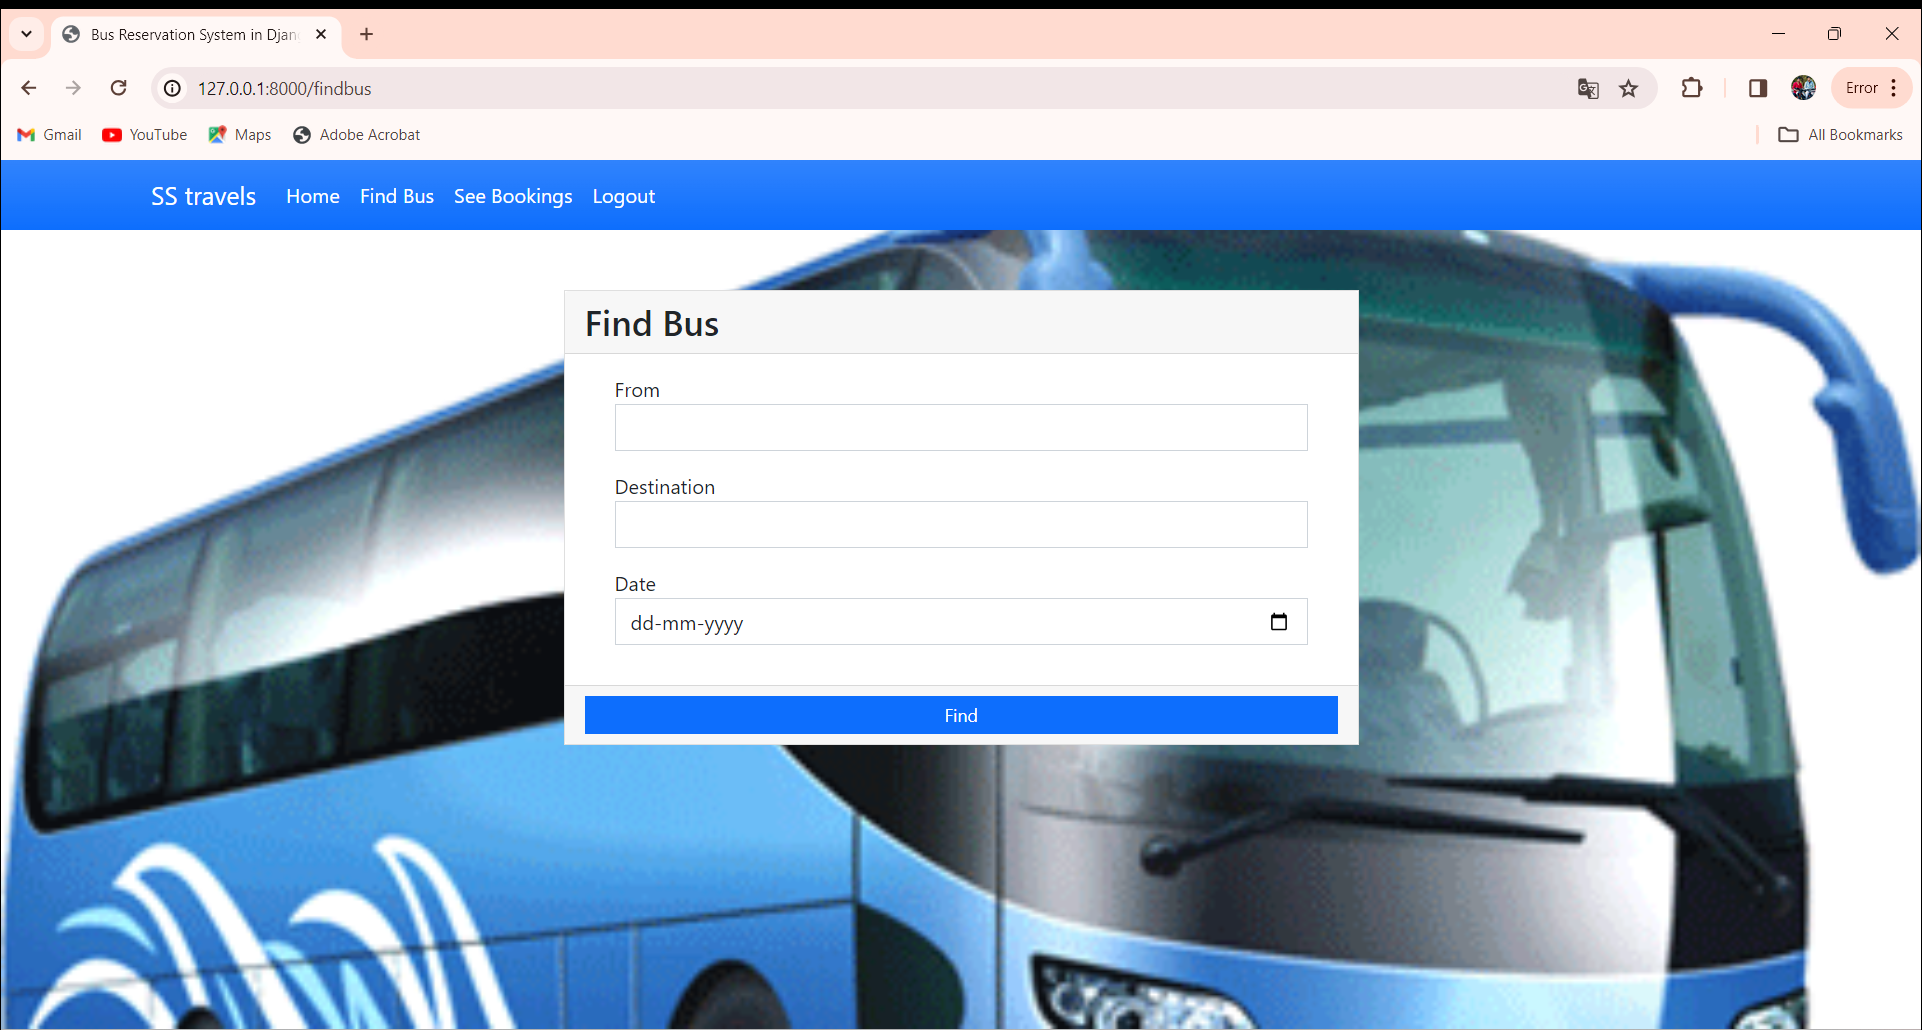 Bus Reservation System in Djan
127.0.0.1:8000/findbus
Error
Gmail
YouTube
Maps
Adobe Acrobat
All Bookmarks
SS travels
Home
Find Bus
See Bookings
Logout
Find Bus
From
Destination
Date
dd-mm-yyyy
Find